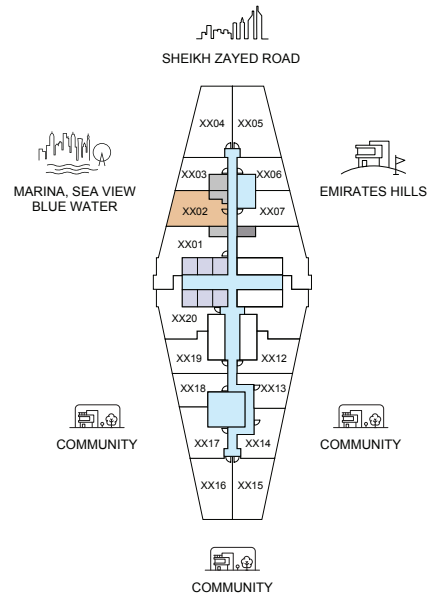 SHEIKH ZAYED ROAD
XX04
XX05
MARINA, SEA VIEW
BLUE WATER
EMIRATES HILLS
XX03
XX06
XX02
XX07
XX01
XX20
XX19
XX12
XX18
XX13
COMMUNITY
COMMUNITY
XX17
XX14
XX16
XX15
COMMUNITY